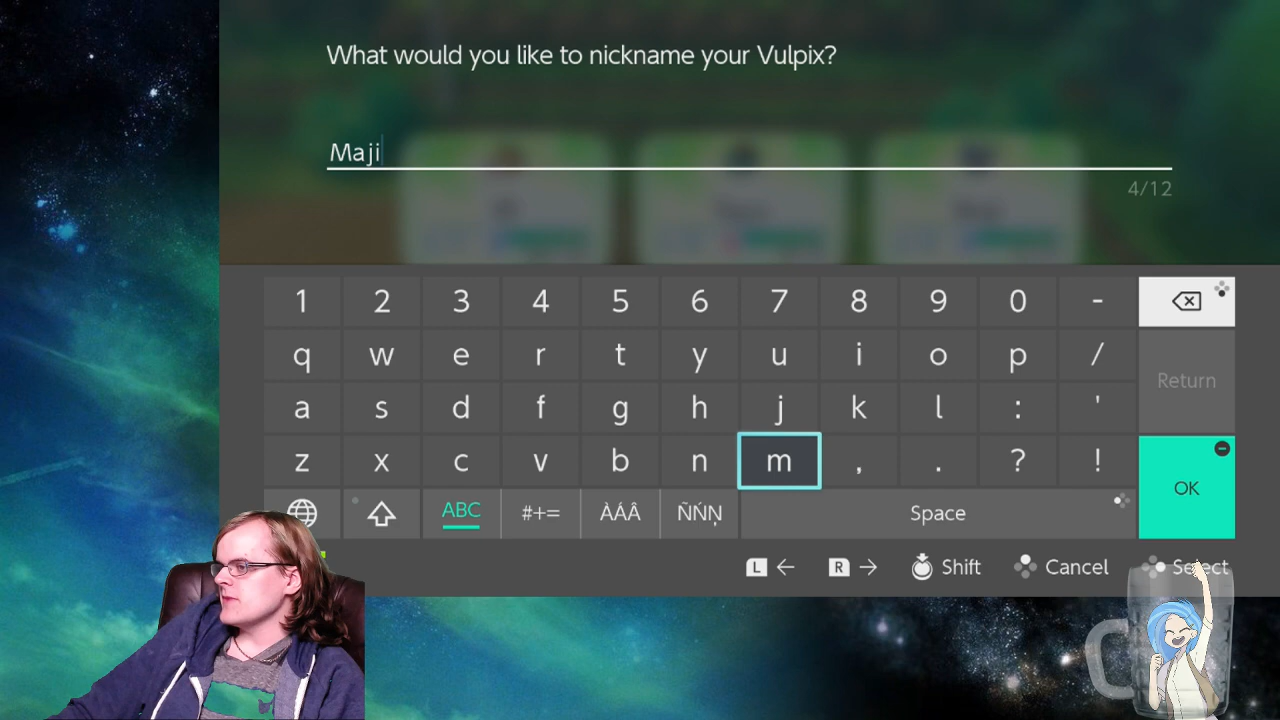 What would you like to nickname your Vulpix?
Maji
4/12
1 2 3 4 5 6 7 8 9 0 -
q w e r t y u i o p /
Return
a s d f g h j k l : '
z x c v b n m , . ? !
OK
ABC #+= ÀÁÂ ÑŃŅ Space
L ← R → Shift Cancel Select